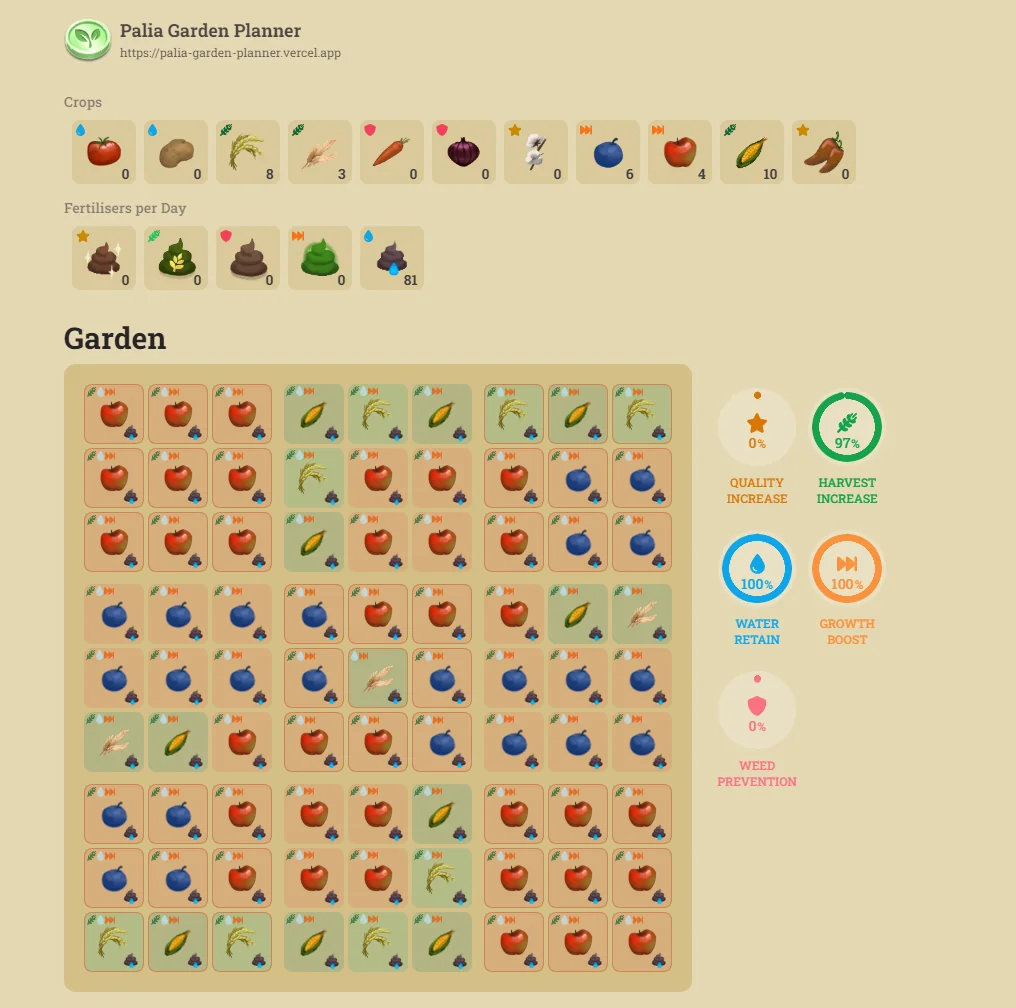 Palia Garden Planner
https://palia-garden-planner.vercel.app
Crops
0 0 8 3 0 0 0 6 4 10 0
Fertilisers per Day
0 0 0 0 81
Garden
0% 97%
QUALITY INCREASE
HARVEST INCREASE
100% 100%
WATER RETAIN
GROWTH BOOST
0%
WEED PREVENTION